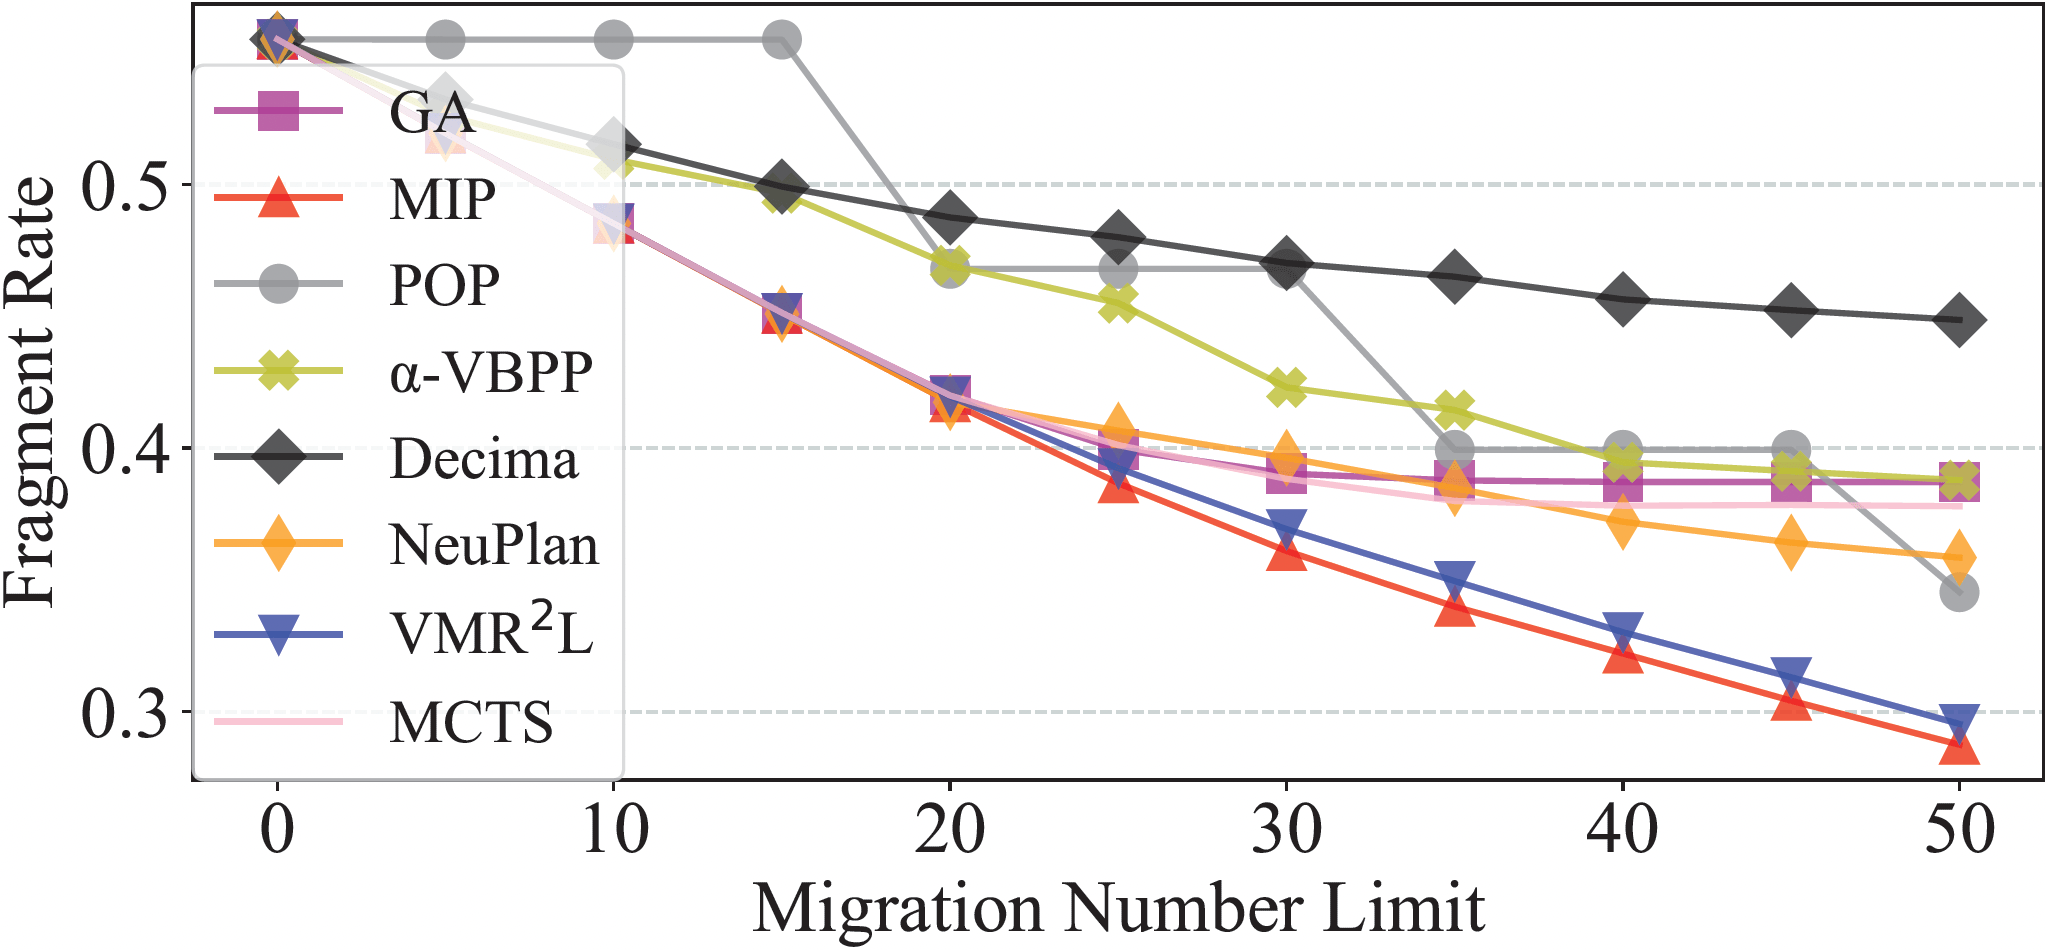 Fragment Rate
0.5
0.4
0.3
GA
MIP
POP
α-VBPP
Decima
NeuPlan
VMR²L
MCTS
0 10 20 30 40 50
Migration Number Limit